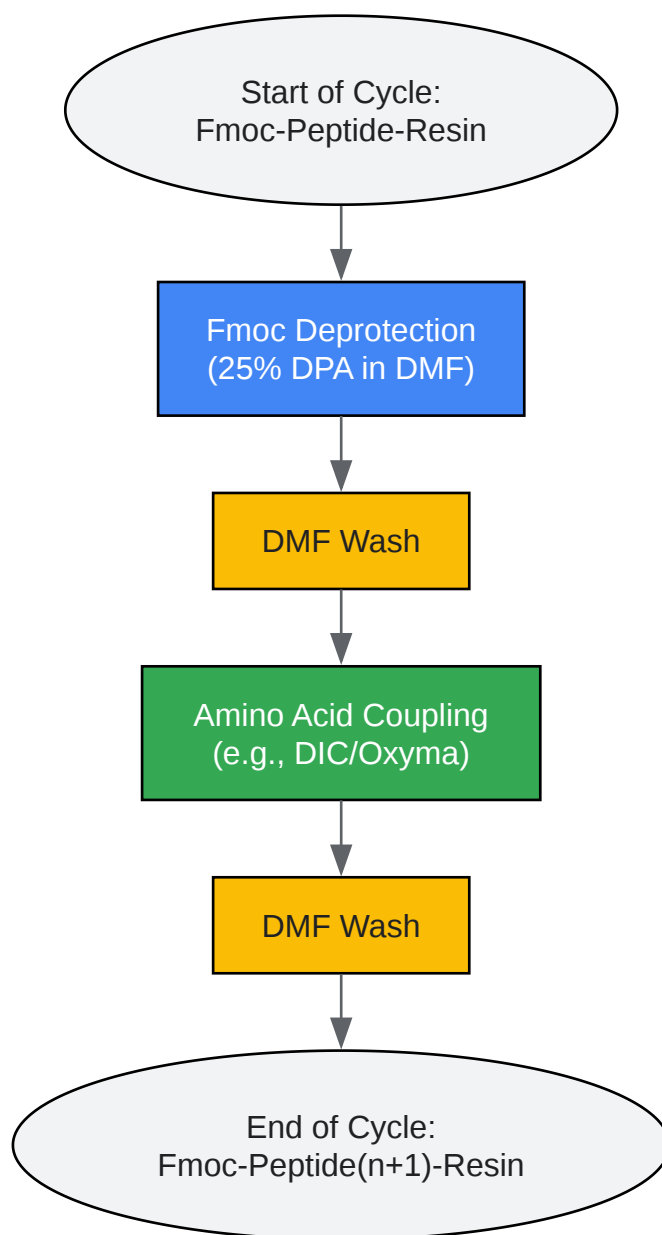 Start of Cycle:
Fmoc-Peptide-Resin
Fmoc Deprotection
(25% DPA in DMF)
DMF Wash
Amino Acid Coupling
(e.g., DIC/Oxyma)
DMF Wash
End of Cycle:
Fmoc-Peptide(n+1)-Resin